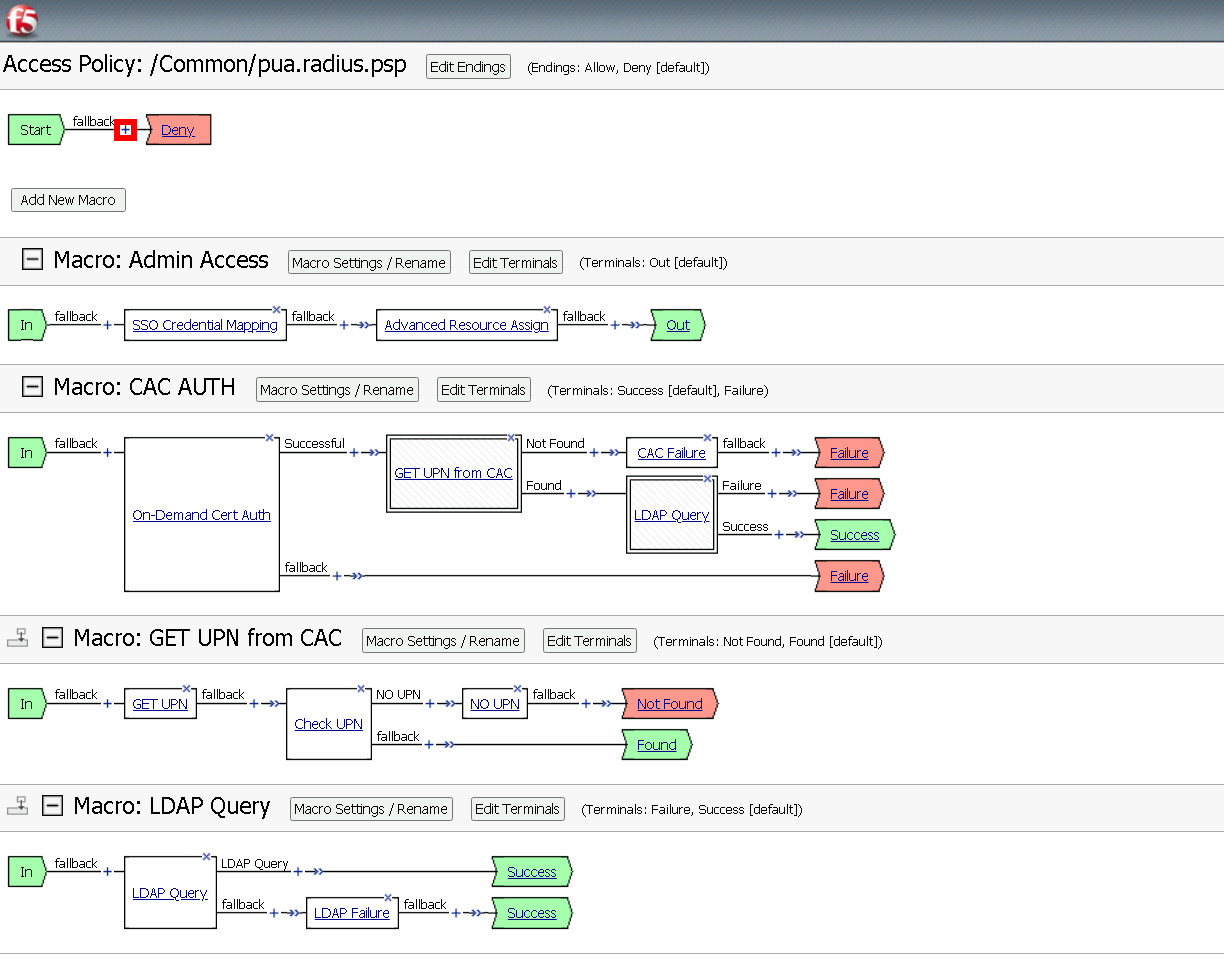 f5
Access Policy: /Common/pua.radius.psp Edit Endings (Endings: Allow, Deny [default])
Start fallback + Deny
Add New Macro
Macro: Admin Access Macro Settings / Rename Edit Terminals (Terminals: Out [default])
In fallback + SSO Credential Mapping fallback + Advanced Resource Assign fallback + Out
Macro: CAC AUTH Macro Settings / Rename Edit Terminals (Terminals: Success [default], Failure)
In fallback + On-Demand Cert Auth Successful + GET UPN from CAC Not Found + CAC Failure fallback + Failure
Found + LDAP Query Failure + Failure
Success + Success
fallback + Failure
Macro: GET UPN from CAC Macro Settings / Rename Edit Terminals (Terminals: Not Found, Found [default])
In fallback + GET UPN fallback + Check UPN NO UPN + NO UPN fallback + Not Found
fallback + Found
Macro: LDAP Query Macro Settings / Rename Edit Terminals (Terminals: Failure, Success [default])
In fallback + LDAP Query LDAP Query + Success
fallback + LDAP Failure fallback + Success